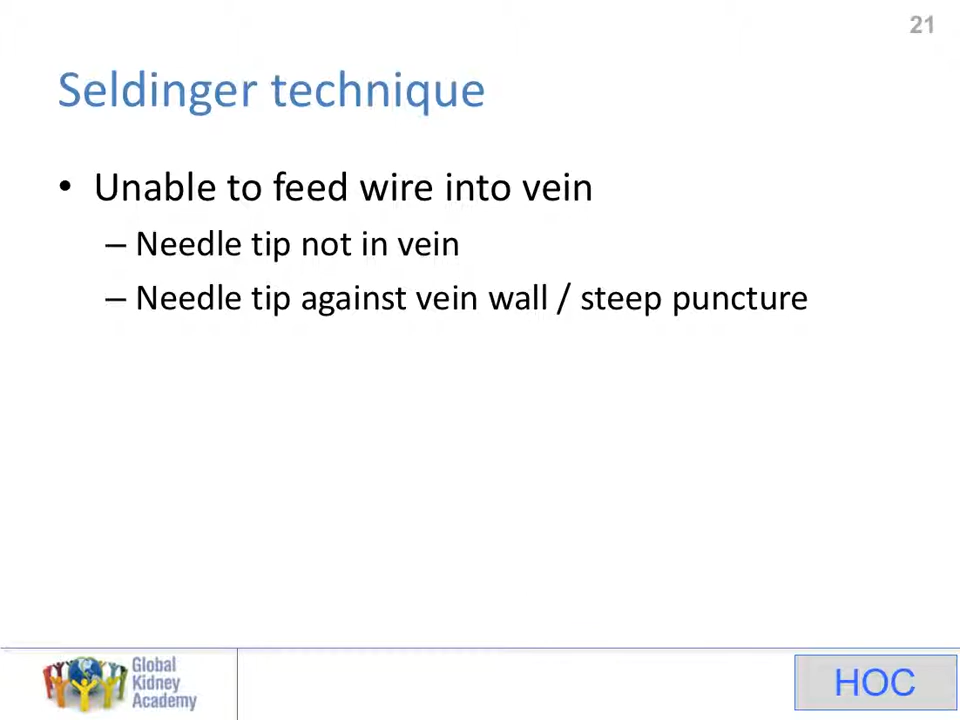 21
Seldinger technique
• Unable to feed wire into vein
– Needle tip not in vein
– Needle tip against vein wall / steep puncture
Global
Kidney
Academy
HOC